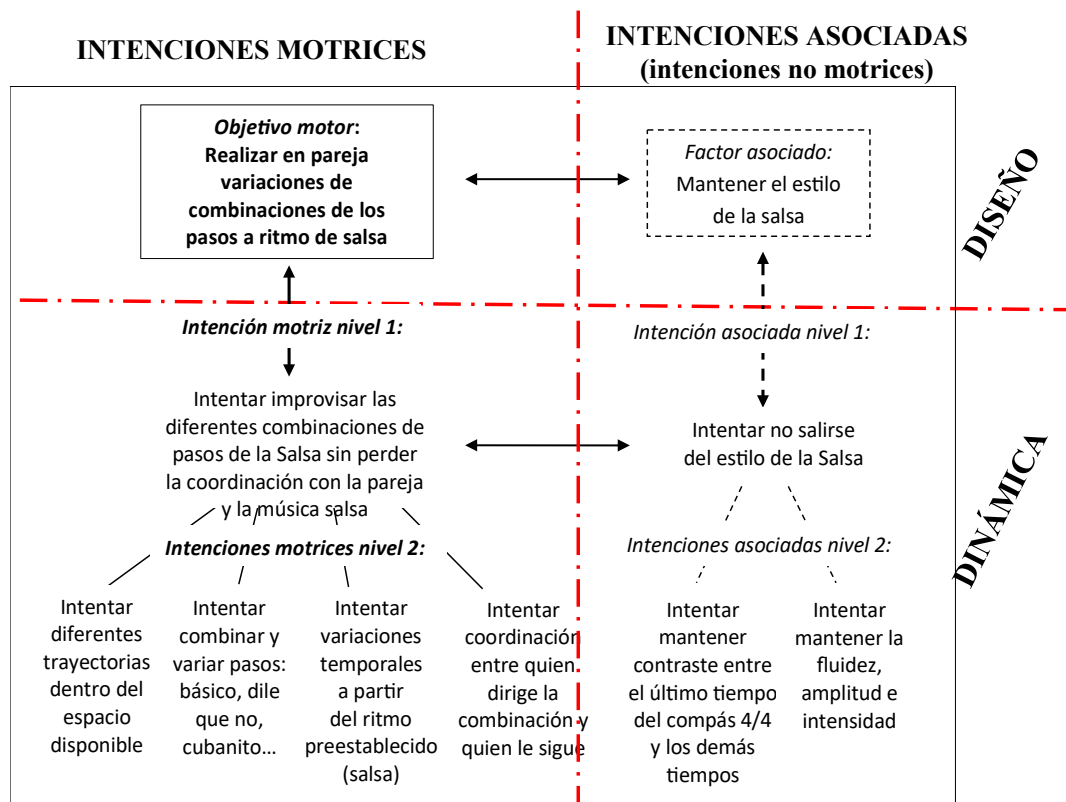 INTENCIONES MOTRICES
INTENCIONES ASOCIADAS
(intenciones no motrices)
Objetivo motor:
Realizar en pareja
variaciones de
combinaciones de los
pasos a ritmo de salsa
Factor asociado:
Mantener el estilo
de la salsa
DISEÑO
Intención motriz nivel 1:
Intentar improvisar las
diferentes combinaciones de
pasos de la Salsa sin perder
la coordinación con la pareja
y la música salsa
Intención asociada nivel 1:
Intentar no salirse
del estilo de la Salsa
DINÁMICA
Intenciones motrices nivel 2:
Intentar
diferentes
trayectorias
dentro del
espacio
disponible
Intentar
combinar y
variar pasos:
básico, dile
que no,
cubanito…
Intentar
variaciones
temporales
a partir
del ritmo
preestablecido
(salsa)
Intentar
coordinación
entre quien
dirige la
combinación y
quien le sigue
Intenciones asociadas nivel 2:
Intentar
mantener
contraste entre
el último tiempo
del compás 4/4
y los demás
tiempos
Intentar
mantener la
fluidez,
amplitud e
intensidad